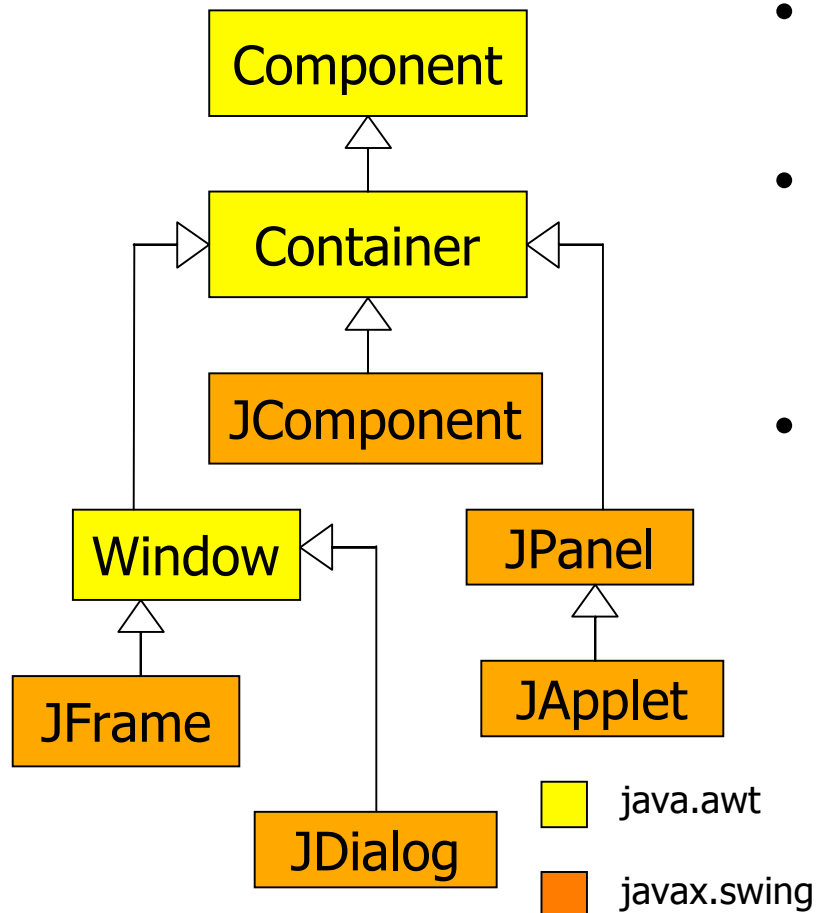 Component
Container
JComponent
Window
JPanel
JFrame
JApplet
JDialog
java.awt
javax.swing